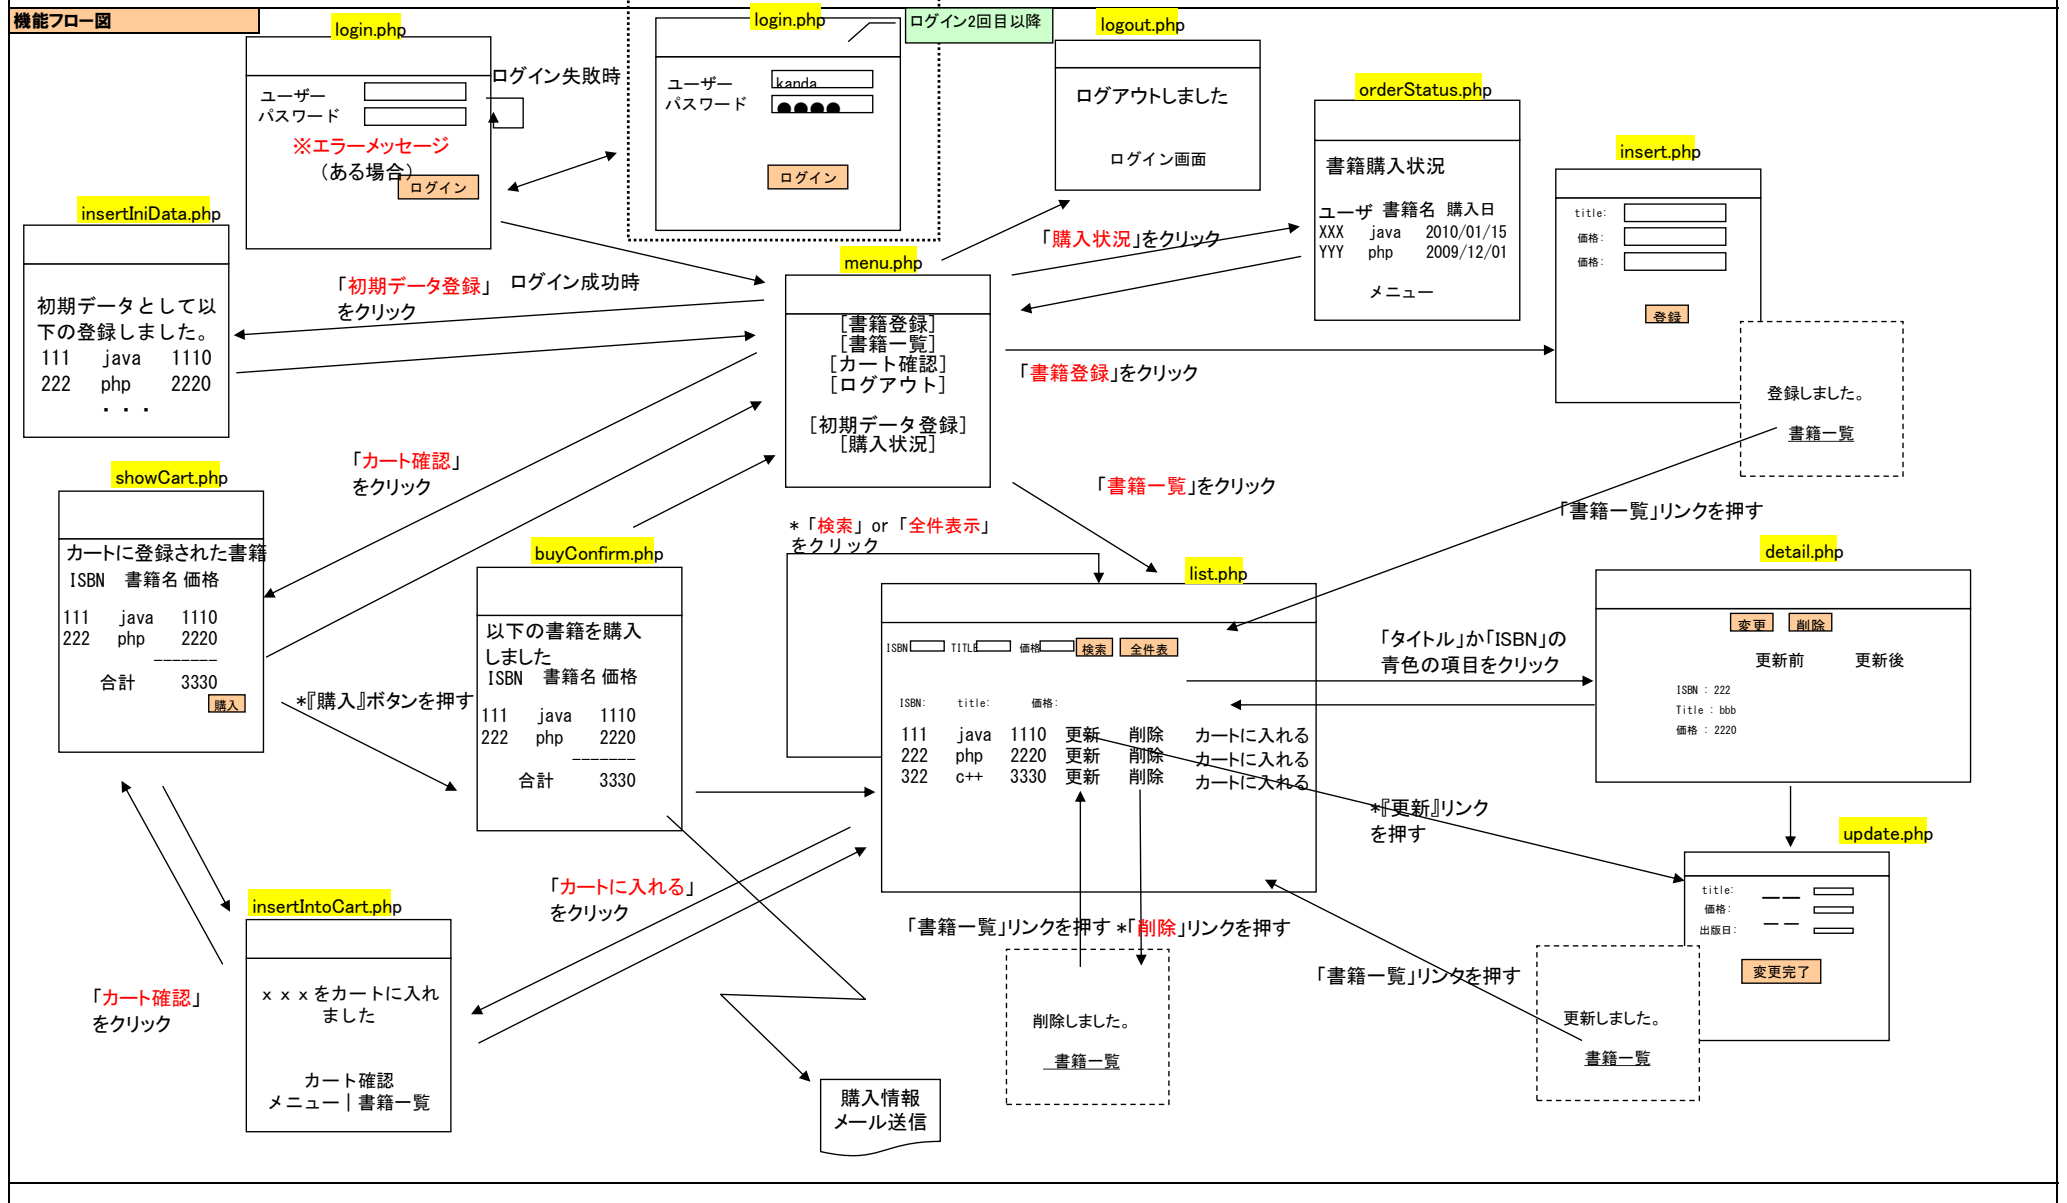 機能フロー図
login.php
ユーザー
パスワード
※エラーメッセージ
（ある場合）
ログイン
ログイン失敗時
login.php
ユーザー kanda
パスワード ●●●●
ログイン
ログイン2回目以降
logout.php
ログアウトしました
ログイン画面
orderStatus.php
書籍購入状況
ユーザ 書籍名 購入日
XXX java 2010/01/15
YYY php 2009/12/01
メニュー
insert.php
title:
価格:
価格:
登録
登録しました。
書籍一覧
insertIniData.php
初期データとして以
下の登録しました。
111 java 1110
222 php 2220
・・・
「初期データ登録」
をクリック
ログイン成功時
menu.php
[書籍登録]
[書籍一覧]
[カート確認]
[ログアウト]
[初期データ登録]
[購入状況]
「購入状況」をクリック
「書籍登録」をクリック
「書籍一覧」をクリック
「書籍一覧」リンクを押す
「カート確認」
をクリック
showCart.php
カートに登録された書籍
ISBN 書籍名 価格
111 java 1110
222 php 2220
-------
合計 3330
購入
*『購入』ボタンを押す
buyConfirm.php
以下の書籍を購入
しました
ISBN 書籍名 価格
111 java 1110
222 php 2220
-------
合計 3330
*「検索」or「全件表示」
をクリック
list.php
ISBN TITLE 価格 検索 全件表
ISBN: title: 価格:
111 java 1110 更新 削除 カートに入れる
222 php 2220 更新 削除 カートに入れる
322 c++ 3330 更新 削除 カートに入れる
「タイトル」か「ISBN」の
青色の項目をクリック
detail.php
変更 削除
更新前 更新後
ISBN : 222
Title : bbb
価格 : 2220
*『更新』リンク
を押す
update.php
title:
価格:
出版日:
変更完了
更新しました。
書籍一覧
「書籍一覧」リンクを押す
「書籍一覧」リンクを押す
*「削除」リンクを押す
削除しました。
書籍一覧
「カートに入れる」
をクリック
insertIntoCart.php
ｘｘｘをカートに入れ
ました
カート確認
メニュー｜書籍一覧
「カート確認」
をクリック
購入情報
メール送信